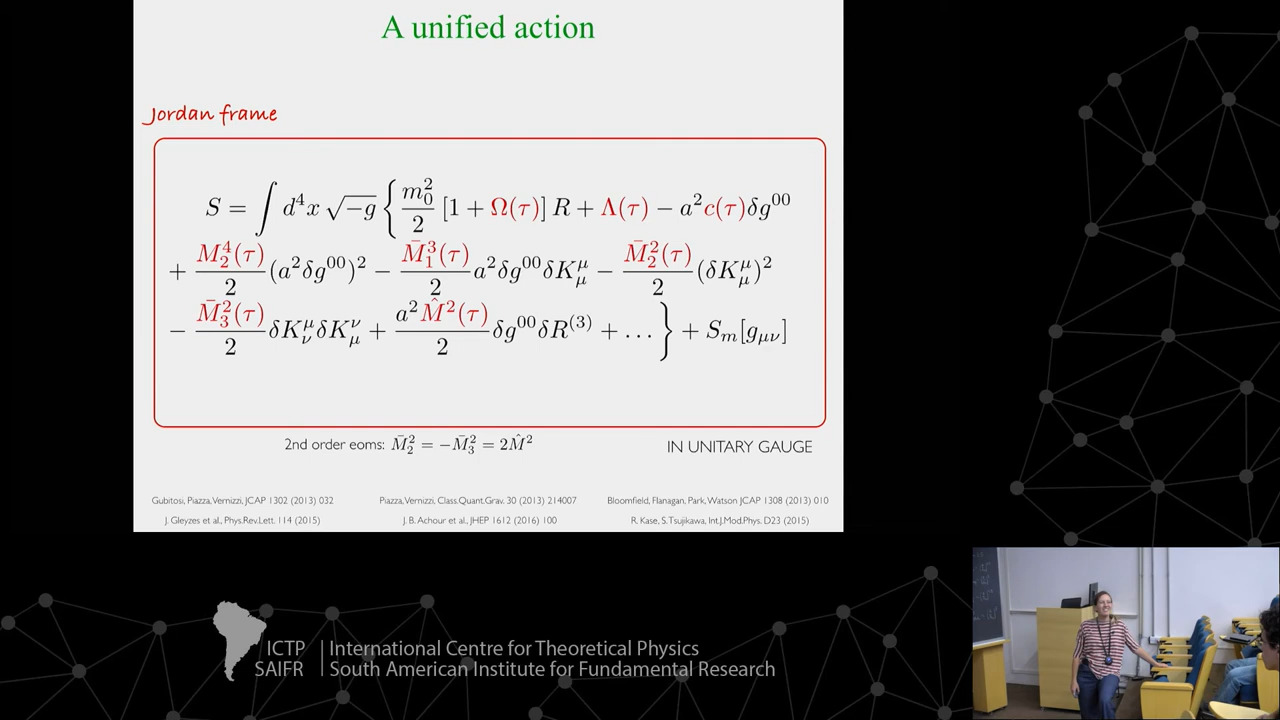 A unified action
Jordan frame
S = ∫ d⁴x √−g { m₀²/2 [1 + Ω(τ)] R + Λ(τ) − a²c(τ)δg⁰⁰
+ M₂⁴(τ)/2 (a²δg⁰⁰)² − M̄₁³(τ)/2 a²δg⁰⁰δK^μ_μ − M̄₂²(τ)/2 (δK^μ_μ)²
− M̄₃²(τ)/2 δK^μ_ν δK^ν_μ + a²M̂²(τ)/2 δg⁰⁰δR⁽³⁾ + ... } + S_m[g_μν]
2nd order eoms: M̄₂² = −M̄₃² = 2M̂² IN UNITARY GAUGE
Gubitosi, Piazza, Vernizzi, JCAP 1302 (2013) 032 Piazza, Vernizzi, Class.Quant.Grav. 30 (2013) 214007 Bloomfield, Flanagan, Park, Watson JCAP 1308 (2013) 010
J. Gleyzes et al., Phys.Rev.Lett. 114 (2015) J. B. Achour et al., JHEP 1612 (2016) 100 R. Kase, S. Tsujikawa, Int.J.Mod.Phys. D23 (2015)
ICTP International Centre for Theoretical Physics
SAIFR South American Institute for Fundamental Research